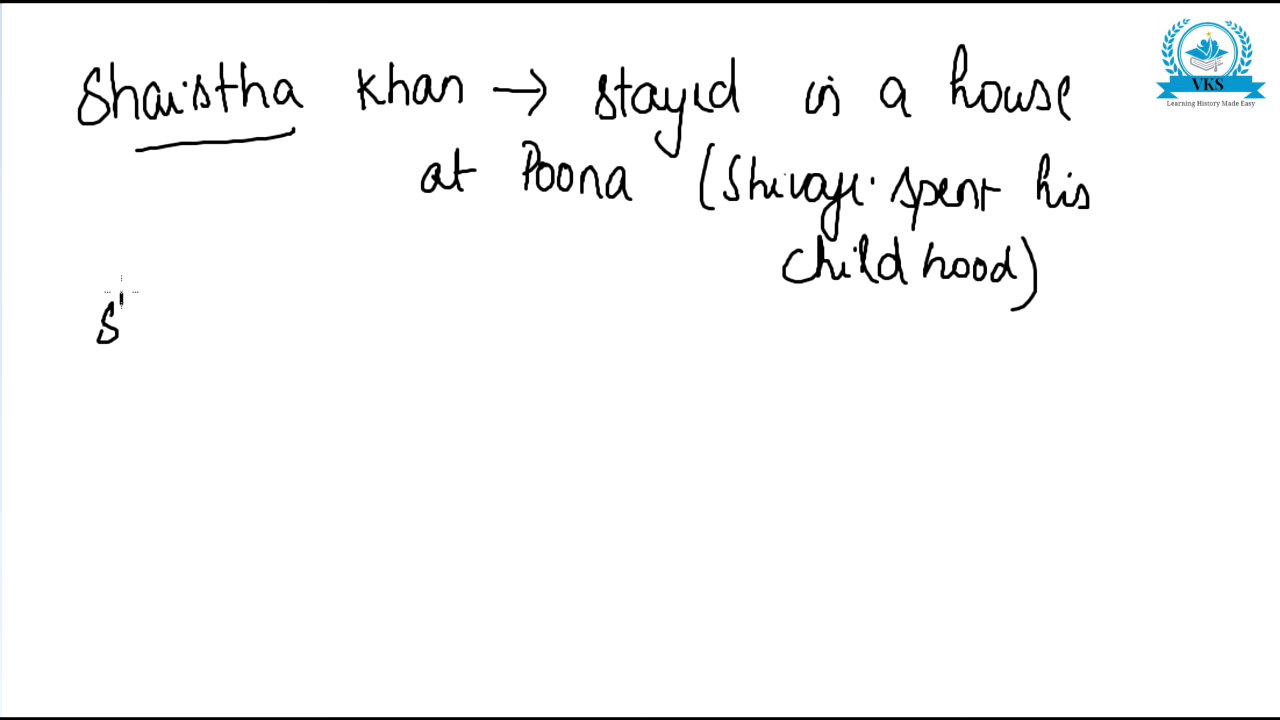 Shaistha Khan → stayed in a house
at Poona (Shivaji spent his
childhood)
S
VKS
Learning History Made Easy